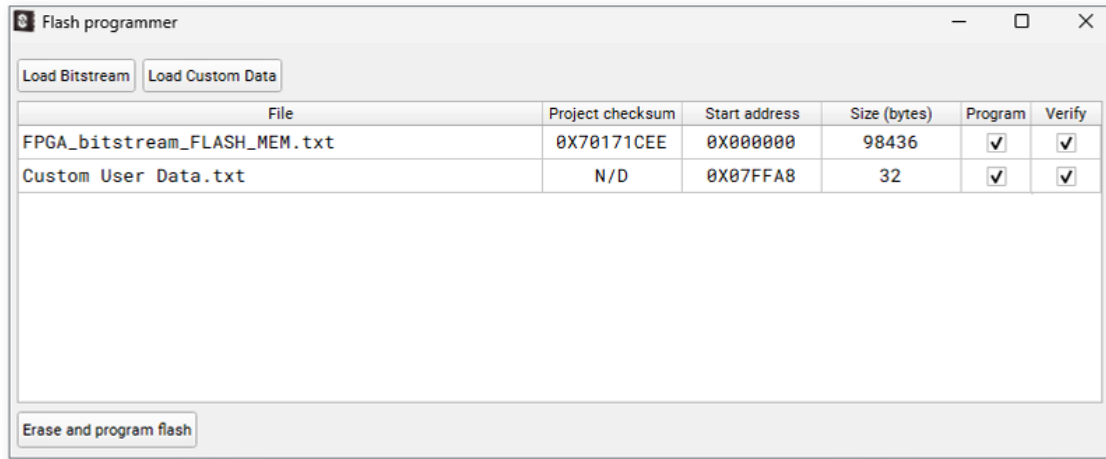 Flash programmer
Load Bitstream Load Custom Data
File Project checksum Start address Size (bytes) Program Verify
FPGA_bitstream_FLASH_MEM.txt 0X70171CEE 0X000000 98436
Custom User Data.txt N/D 0X07FFA8 32
Erase and program flash